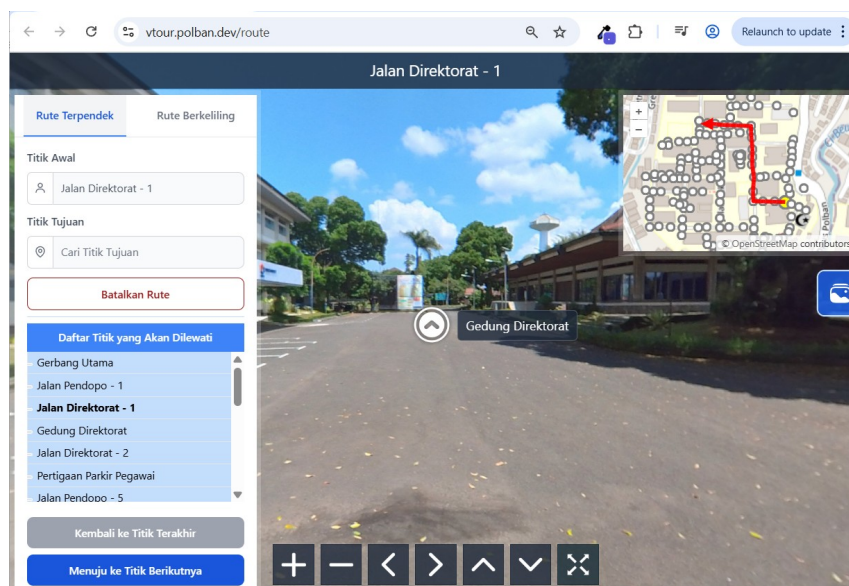 vtour.polban.dev/route
Relaunch to update
Jalan Direktorat - 1
Rute Terpendek
Rute Berkeliling
Titik Awal
Jalan Direktorat - 1
Titik Tujuan
Cari Titik Tujuan
Batalkan Rute
Daftar Titik yang Akan Dilewati
Gerbang Utama
Jalan Pendopo - 1
Jalan Direktorat - 1
Gedung Direktorat
Jalan Direktorat - 2
Pertigaan Parkir Pegawai
Jalan Pendopo - 5
Kembali ke Titik Terakhir
Menuju ke Titik Berikutnya
Gedung Direktorat
+
−
Polban
© OpenStreetMap contributors